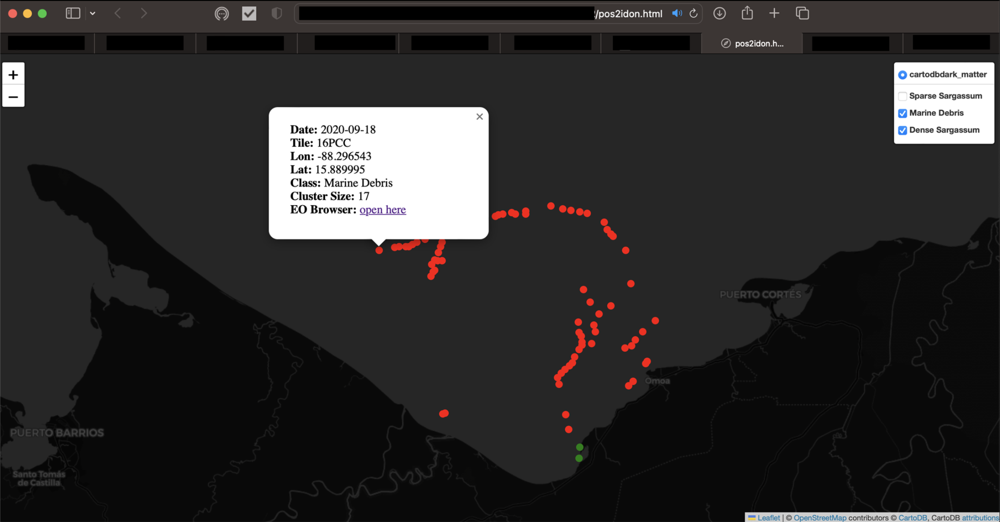 /pos2idon.html
pos2idon.h...
+
−
cartodbdark_matter
Sparse Sargassum
Marine Debris
Dense Sargassum
×
Date: 2020-09-18
Tile: 16PCC
Lon: -88.296543
Lat: 15.889995
Class: Marine Debris
Cluster Size: 17
EO Browser: open here
PUERTO CORTÉS
Omoa
PUERTO BARRIOS
Santo Tomás
de Castilla
Leaflet | © OpenStreetMap contributors © CartoDB, CartoDB attributions